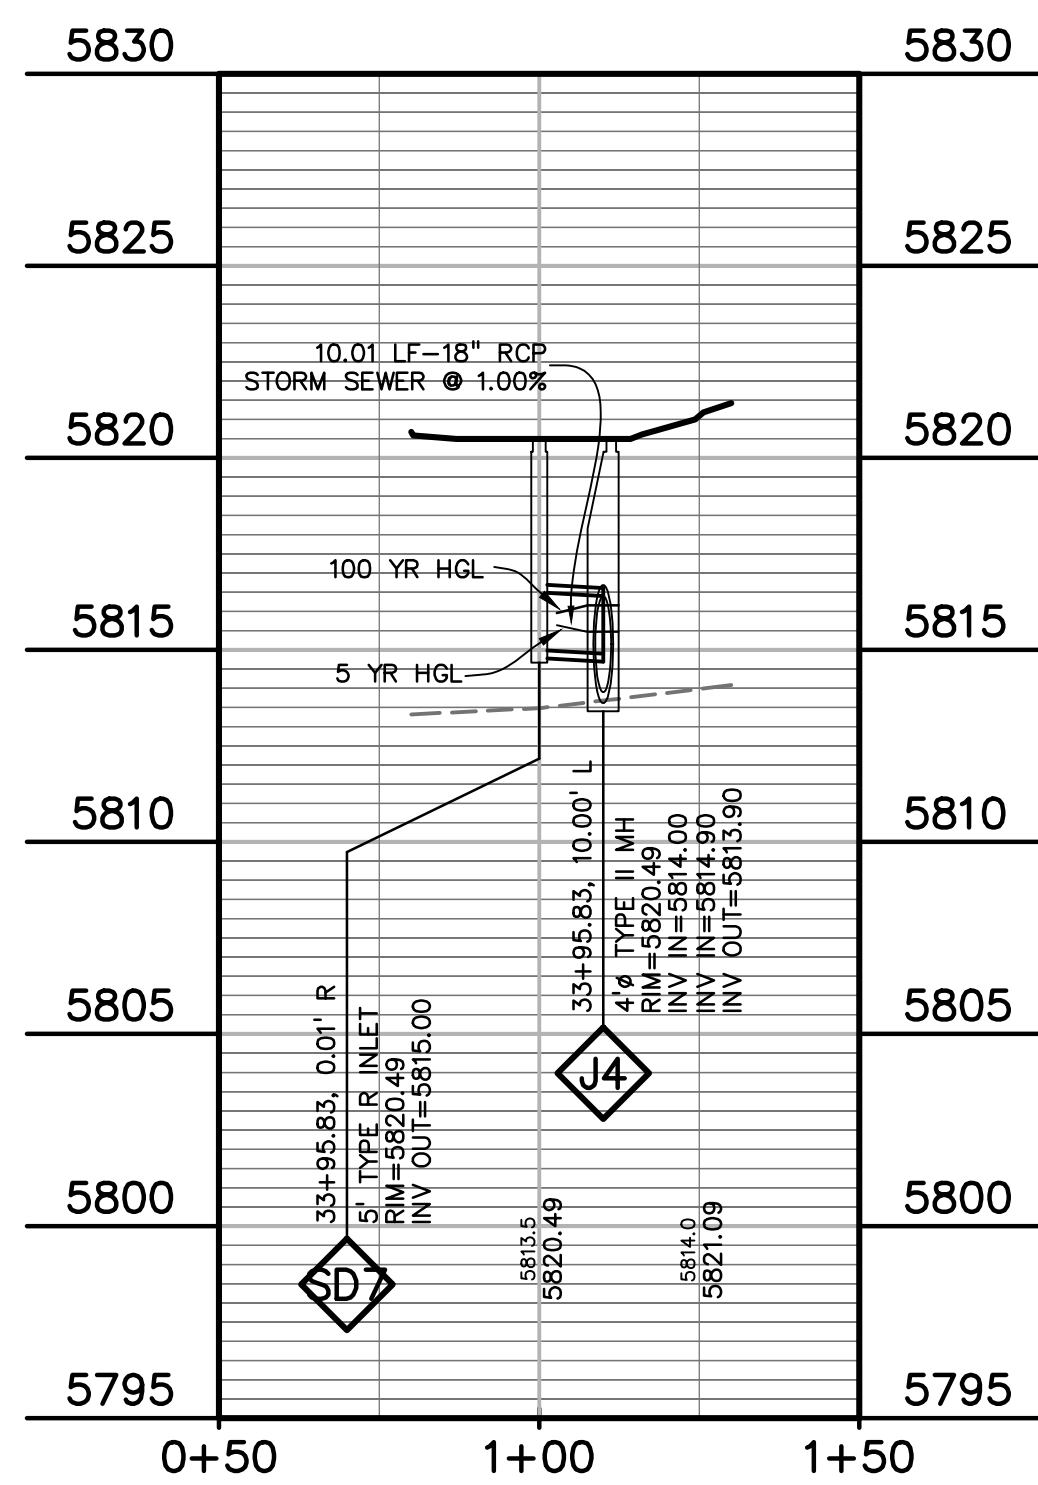 5830 5830
5825 5825
10.01 LF-18" RCP
STORM SEWER @ 1.00%
5820 5820
100 YR HGL
5815 5815
5 YR HGL
5810 5810
33+95.83, 10.00' L
4'ø TYPE II MH
RIM=5820.49
INV IN=5814.00
INV IN=5814.90
INV OUT=5813.90
5805 5805
J4
33+95.83, 0.01' R
5' TYPE R INLET
RIM=5820.49
INV OUT=5815.00
5800 5800
SD7
5813.5
5820.49
5814.0
5821.09
5795 5795
0+50 1+00 1+50